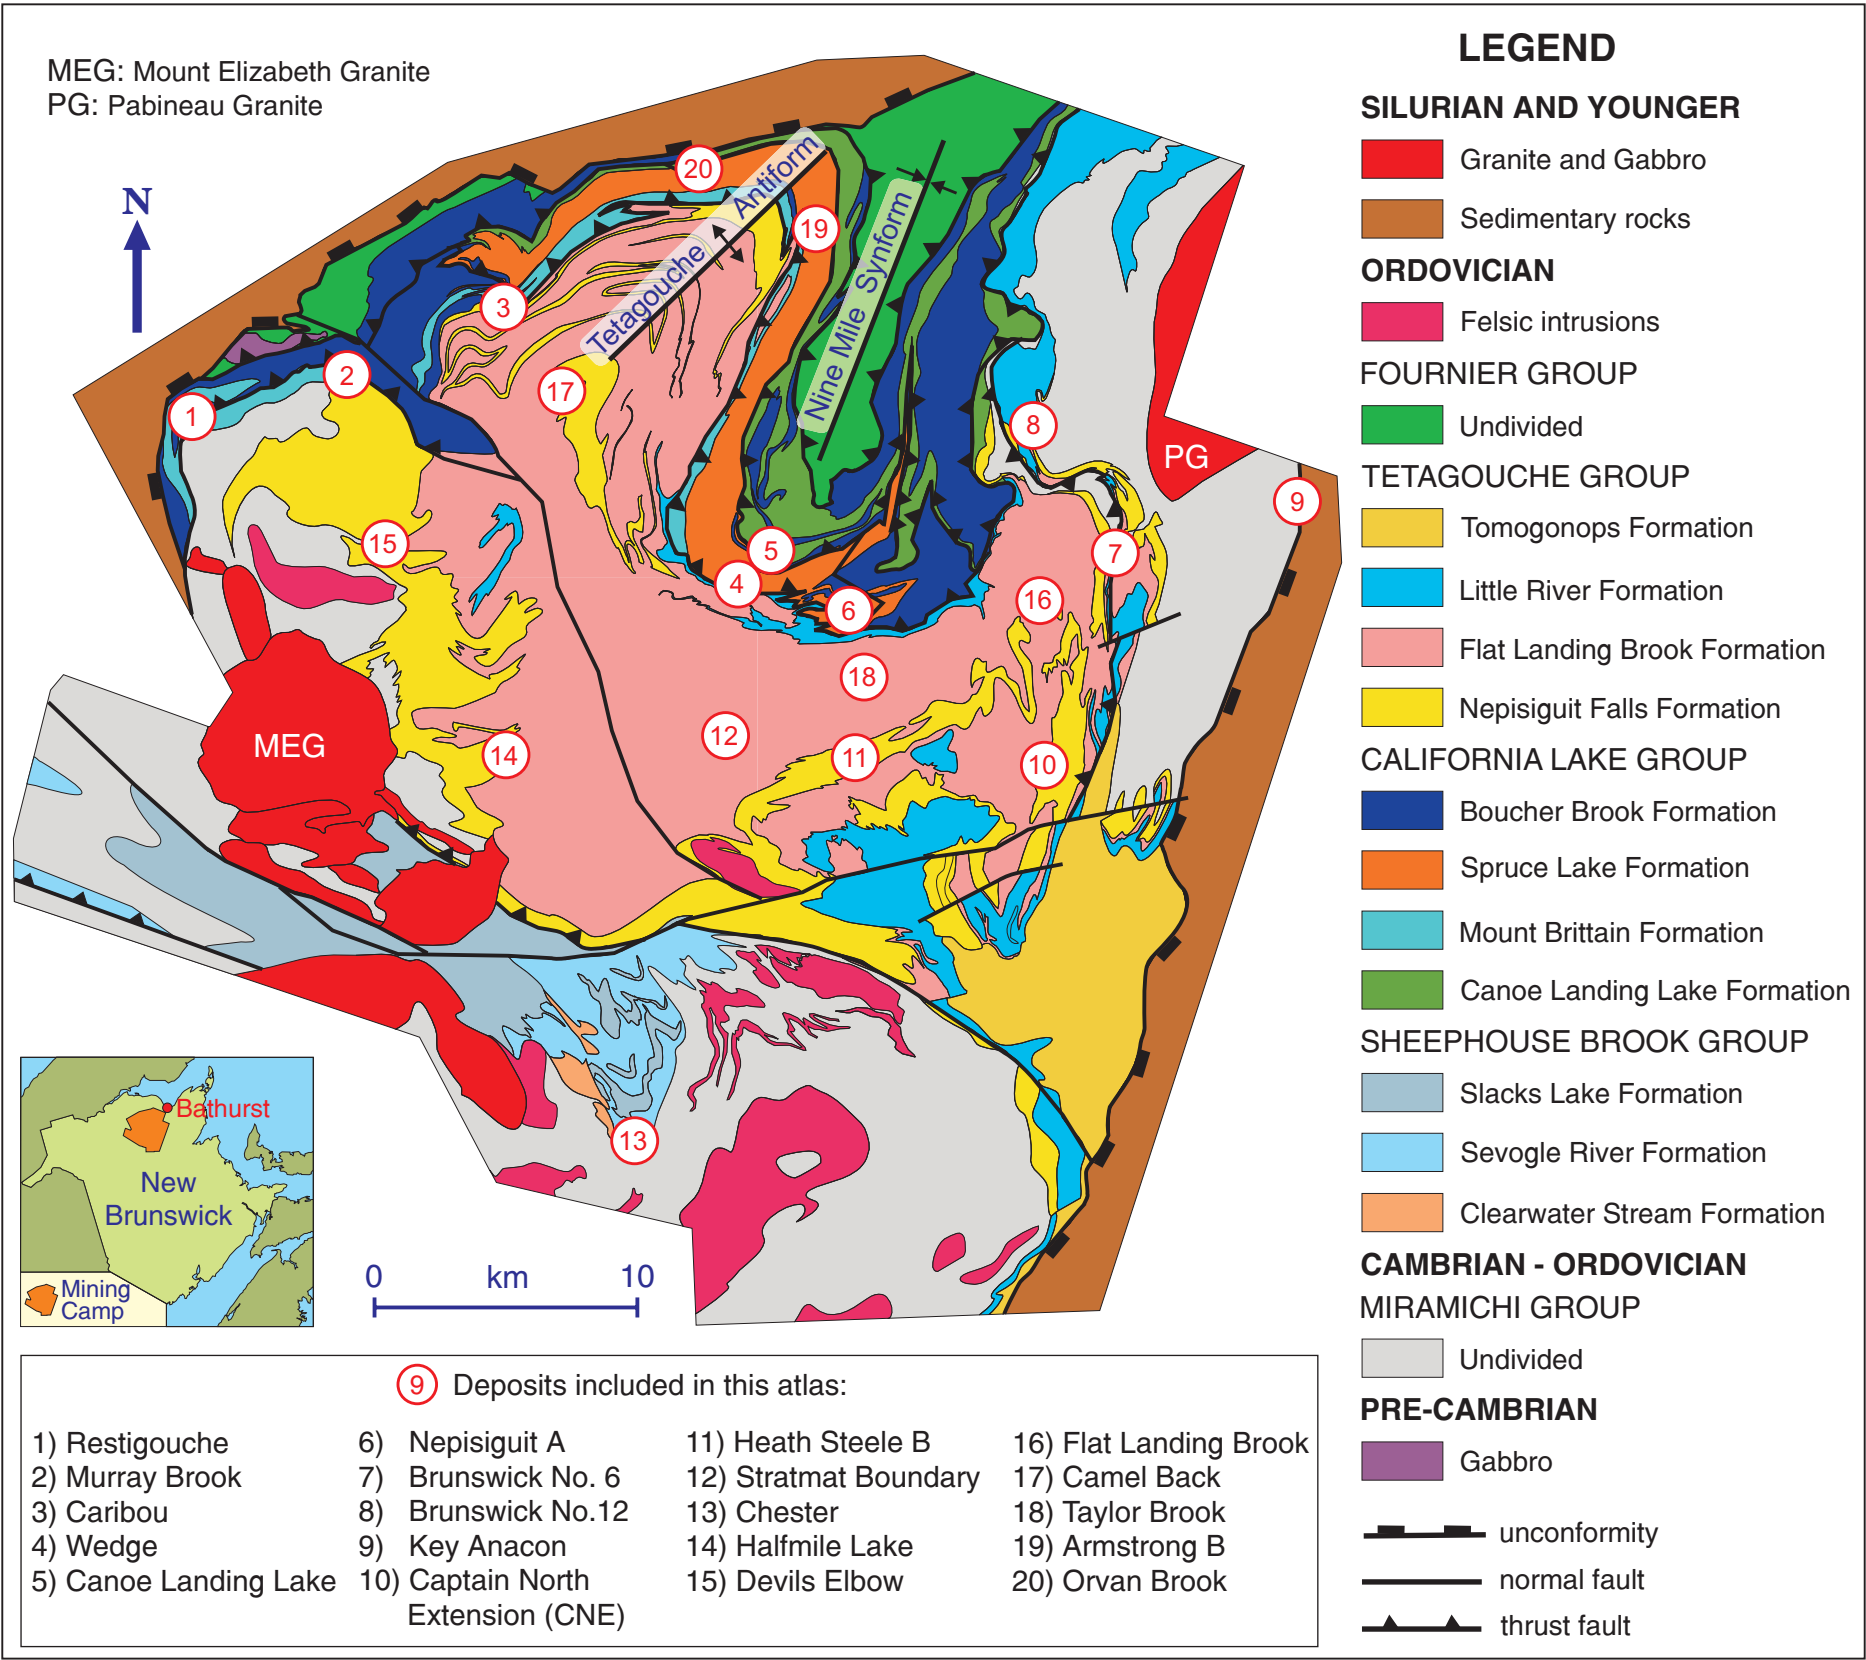 MEG: Mount Elizabeth Granite
PG: Pabineau Granite
N
Tetagouche Antiform
Nine Mile Synform
20
19
3
17
2
1
8
PG
9
15
5
7
4
6
16
18
12
11
10
14
MEG
13
Bathurst
New
Brunswick
Mining
Camp
0 km 10
LEGEND
SILURIAN AND YOUNGER
Granite and Gabbro
Sedimentary rocks
ORDOVICIAN
Felsic intrusions
FOURNIER GROUP
Undivided
TETAGOUCHE GROUP
Tomogonops Formation
Little River Formation
Flat Landing Brook Formation
Nepisiguit Falls Formation
CALIFORNIA LAKE GROUP
Boucher Brook Formation
Spruce Lake Formation
Mount Brittain Formation
Canoe Landing Lake Formation
SHEEPHOUSE BROOK GROUP
Slacks Lake Formation
Sevogle River Formation
Clearwater Stream Formation
CAMBRIAN - ORDOVICIAN
MIRAMICHI GROUP
Undivided
PRE-CAMBRIAN
Gabbro
unconformity
normal fault
thrust fault
9 Deposits included in this atlas:
1) Restigouche
2) Murray Brook
3) Caribou
4) Wedge
5) Canoe Landing Lake
6) Nepisiguit A
7) Brunswick No. 6
8) Brunswick No.12
9) Key Anacon
10) Captain North
Extension (CNE)
11) Heath Steele B
12) Stratmat Boundary
13) Chester
14) Halfmile Lake
15) Devils Elbow
16) Flat Landing Brook
17) Camel Back
18) Taylor Brook
19) Armstrong B
20) Orvan Brook